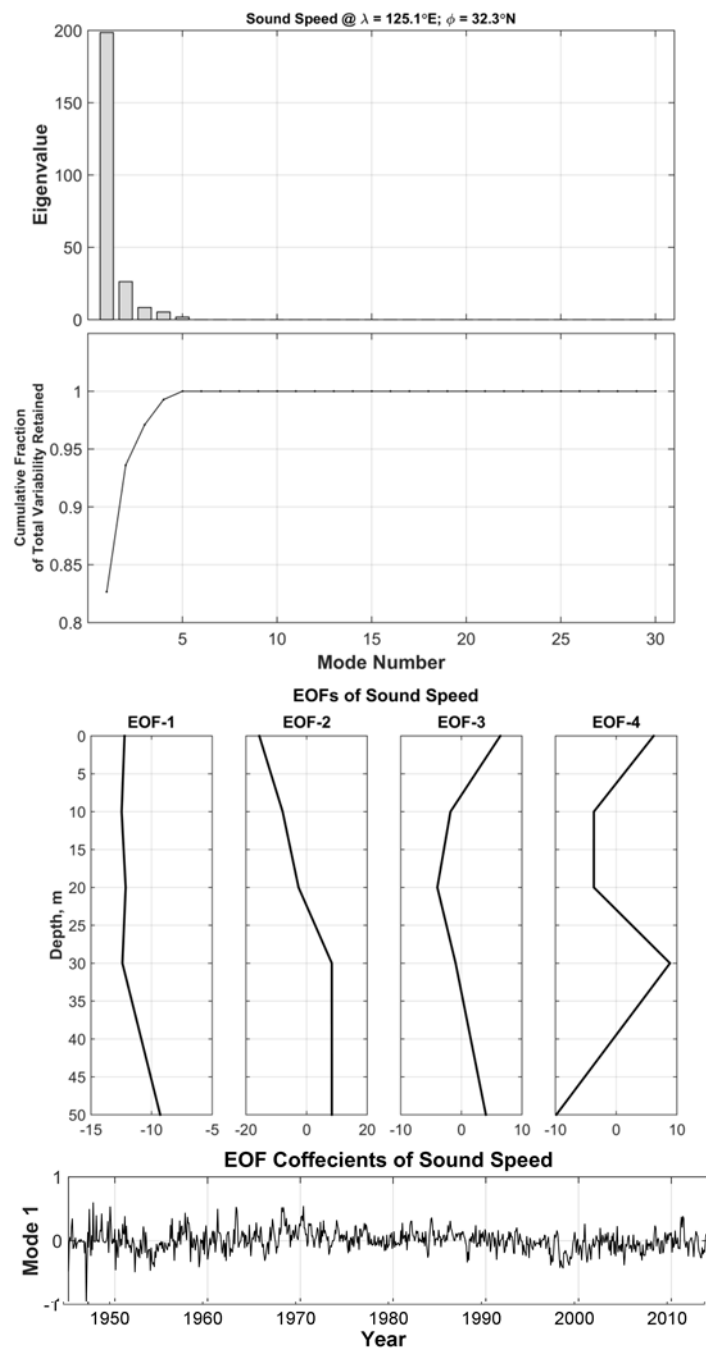 Sound Speed @ λ = 125.1°E; ϕ = 32.3°N
200
150
100
50
0
Eigenvalue
1
0.95
0.9
0.85
0.8
Cumulative Fraction
of Total Variability Retained
5 10 15 20 25 30
Mode Number
EOFs of Sound Speed
EOF-1 EOF-2 EOF-3 EOF-4
0
5
10
15
20
25
30
35
40
45
50
Depth, m
-15 -10 -5 -20 0 20 -10 0 10 -10 0 10
EOF Coffecients of Sound Speed
1
0
-1
Mode 1
1950 1960 1970 1980 1990 2000 2010
Year